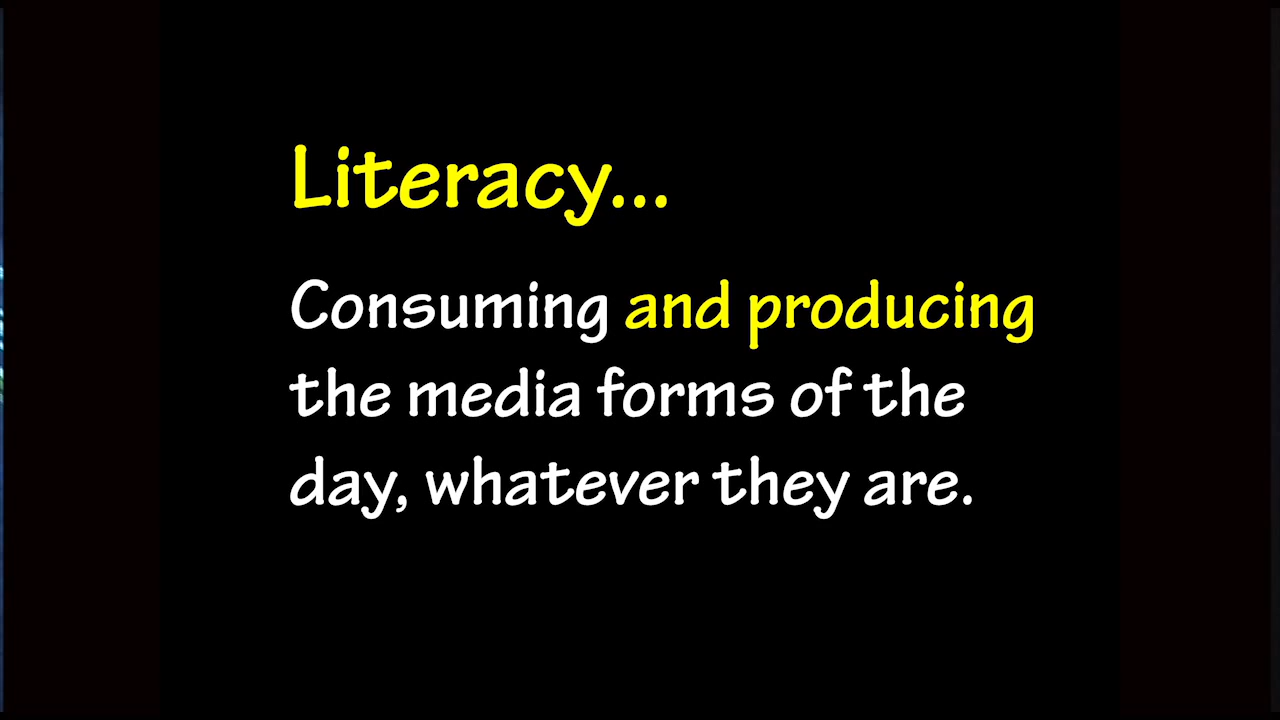 Literacy...
Consuming and producing
the media forms of the
day, whatever they are.